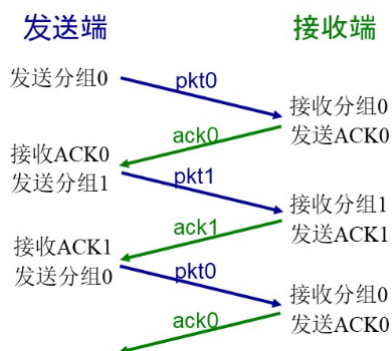 发送端
接收端
发送分组0
pkt0
接收分组0
发送ACK0
ack0
接收ACK0
发送分组1
pkt1
接收分组1
发送ACK1
ack1
接收ACK1
发送分组0
pkt0
接收分组0
发送ACK0
ack0